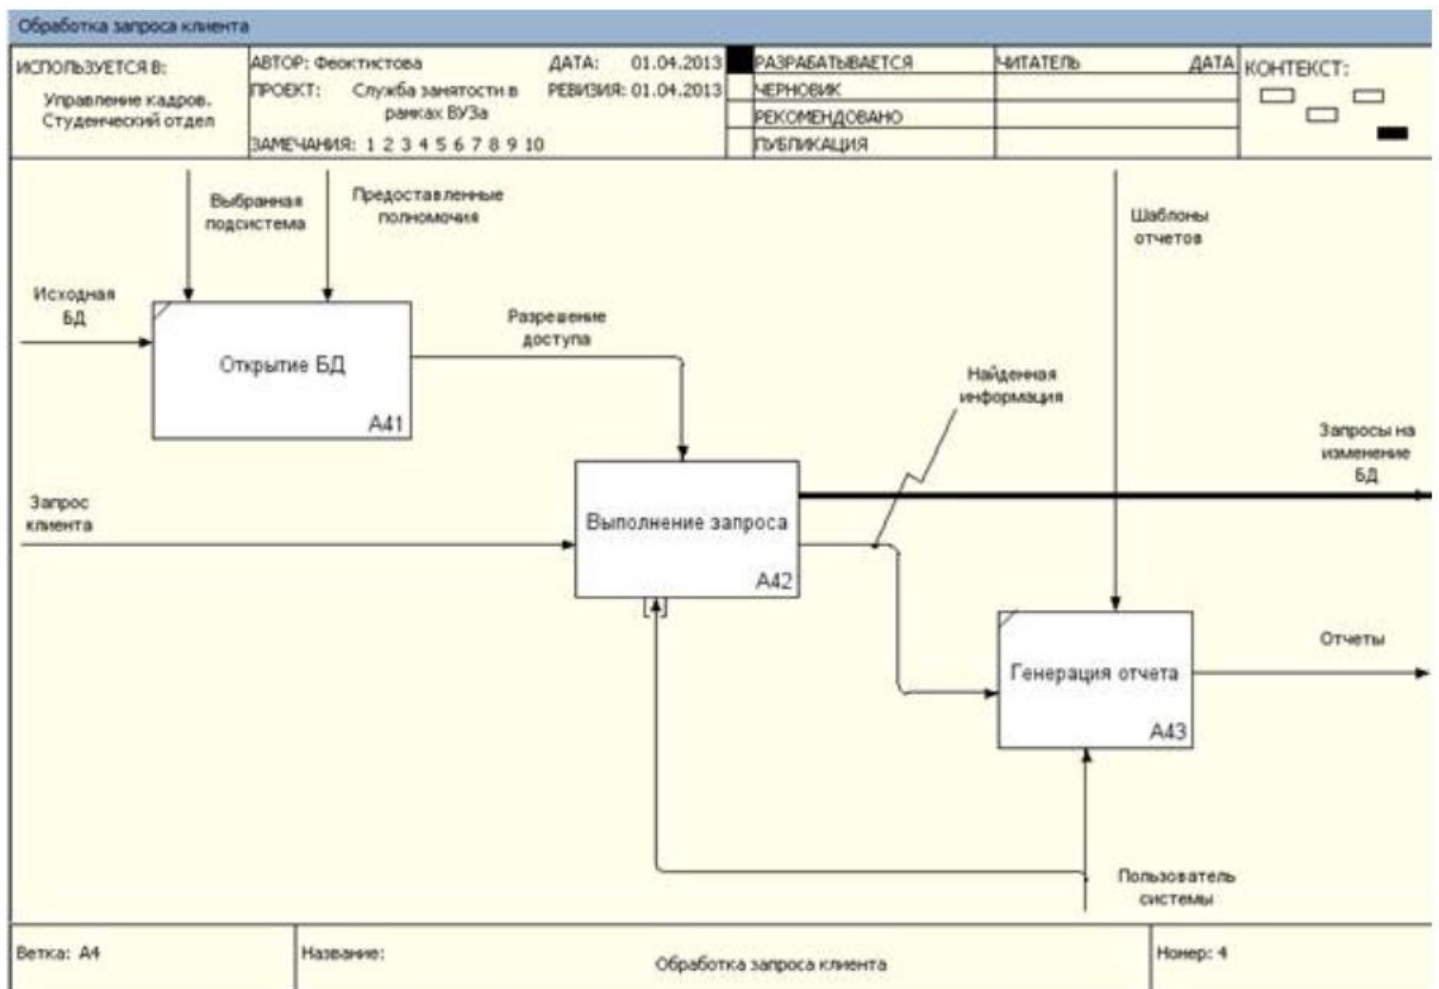 Обработка запроса клиента
ИСПОЛЬЗУЕТСЯ В:
Управление кадров.
Студенческий отдел
АВТОР: Феоктистова
ДАТА: 01.04.2013
ПРОЕКТ: Служба занятости в
рамках ВУЗа
РЕВИЗИЯ: 01.04.2013
ЗАМЕЧАНИЯ: 1 2 3 4 5 6 7 8 9 10
РАЗРАБАТЫВАЕТСЯ
ЧЕРНОВИК
РЕКОМЕНДОВАНО
ПУБЛИКАЦИЯ
ЧИТАТЕЛЬ
ДАТА
КОНТЕКСТ:
Выбранная
подсистема
Предоставленные
полномочия
Шаблоны
отчетов
Исходная
БД
Открытие БД
A41
Разрешение
доступа
Найденная
информация
Запросы на
изменение
БД
Запрос
клиента
Выполнение запроса
A42
Отчеты
Генерация отчета
A43
Пользователь
системы
Ветка: A4
Название:
Обработка запроса клиента
Номер: 4